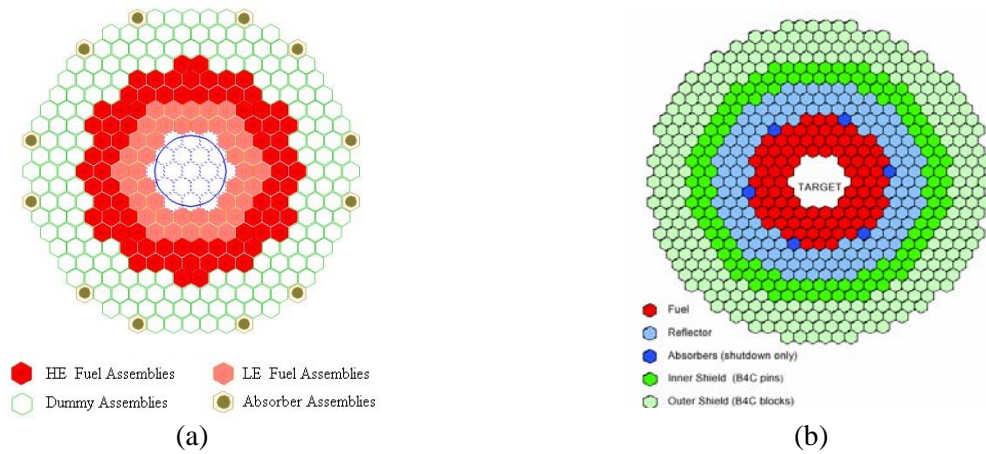 TARGET
HE Fuel Assemblies
LE Fuel Assemblies
Dummy Assemblies
Absorber Assemblies
Fuel
Reflector
Absorbers (shutdown only)
Inner Shield (B4C pins)
Outer Shield (B4C blocks)
(a)
(b)